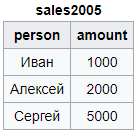 sales2005
person amount
Иван 1000
Алексей 2000
Сергей 5000